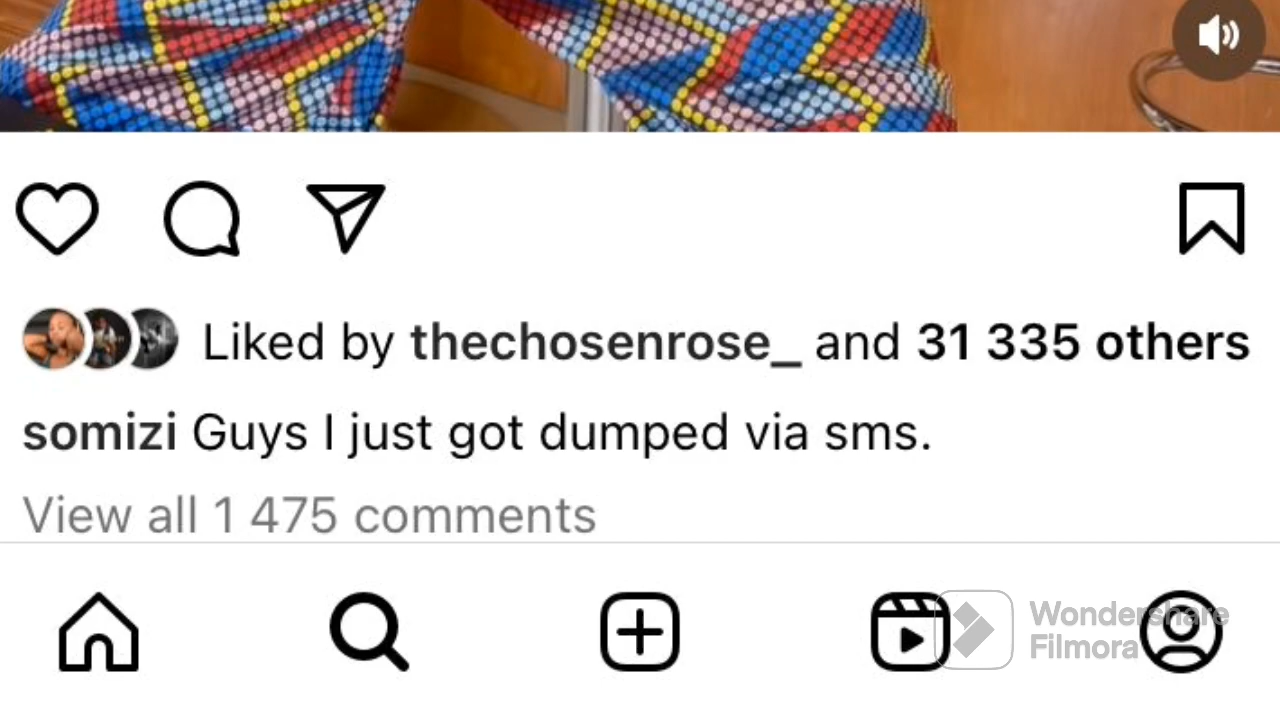 Liked by thechosenrose_ and 31 335 others
somizi Guys I just got dumped via sms.
View all 1 475 comments
Wondershare
Filmora